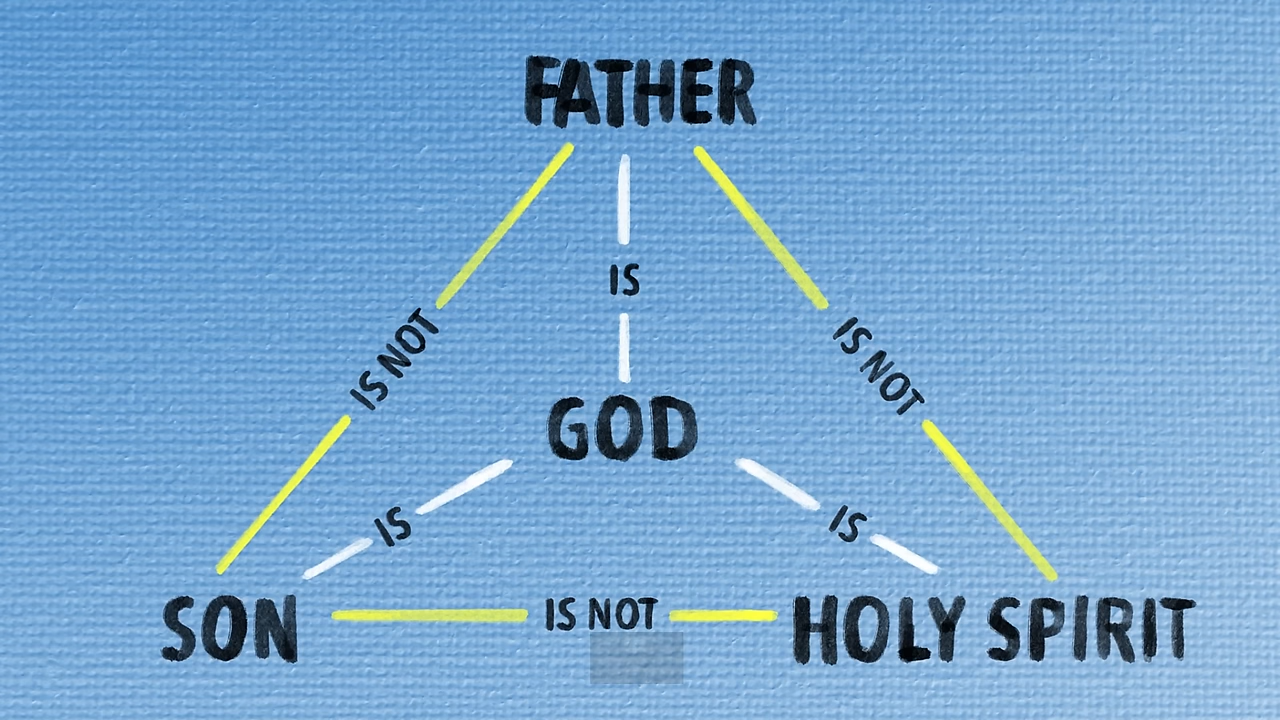 FATHER
IS
IS NOT
IS NOT
GOD
IS
IS
SON
IS NOT
HOLY SPIRIT